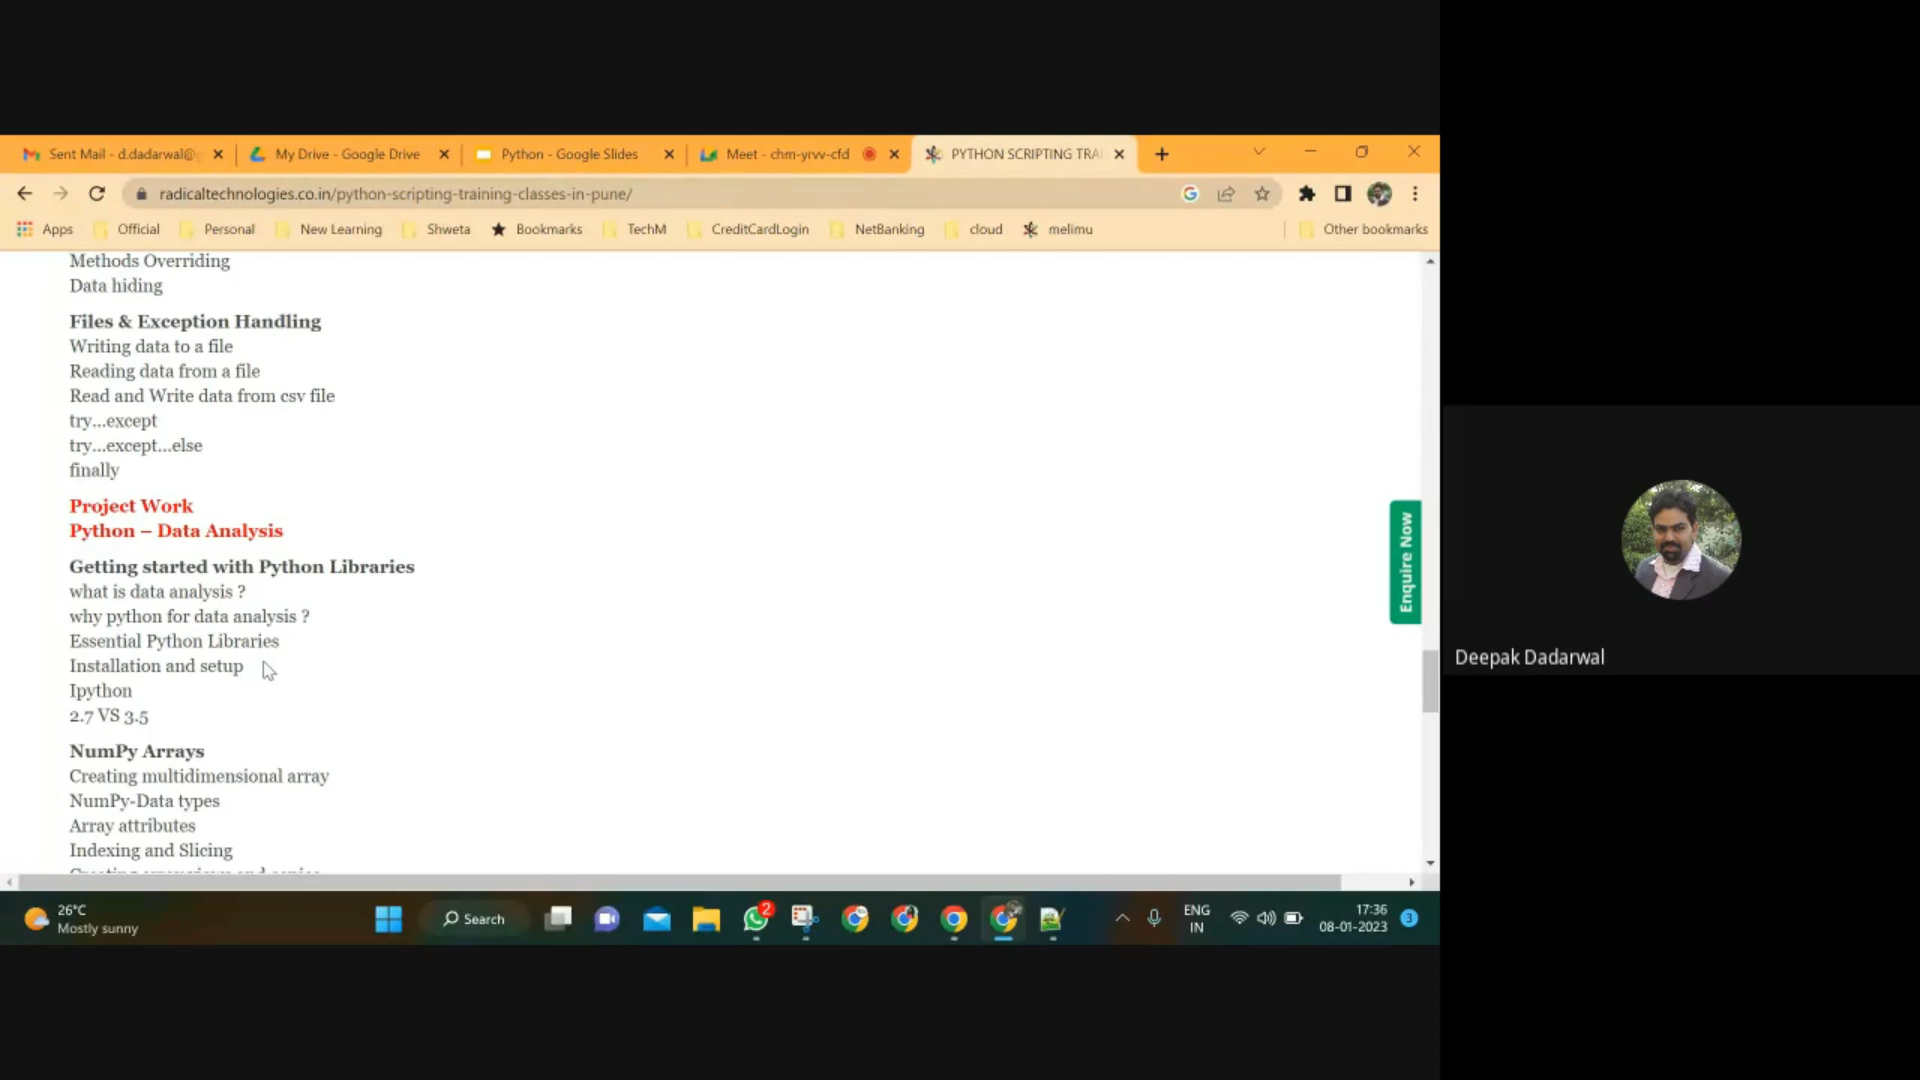 Sent Mail - d.dadarwal@
My Drive - Google Drive
Python - Google Slides
Meet - chm-yrvv-cfd
PYTHON SCRIPTING TRA
radicaltechnologies.co.in/python-scripting-training-classes-in-pune/
Apps
Official
Personal
New Learning
Shweta
Bookmarks
TechM
CreditCardLogin
NetBanking
cloud
melimu
Other bookmarks
Methods Overriding
Data hiding
Files & Exception Handling
Writing data to a file
Reading data from a file
Read and Write data from csv file
try...except
try...except...else
finally
Project Work
Python – Data Analysis
Getting started with Python Libraries
what is data analysis ?
why python for data analysis ?
Essential Python Libraries
Installation and setup
Ipython
2.7 VS 3.5
NumPy Arrays
Creating multidimensional array
NumPy-Data types
Array attributes
Indexing and Slicing
Enquire Now
Deepak Dadarwal
26°C
Mostly sunny
Search
2
ENG
IN
17:36
08-01-2023
3